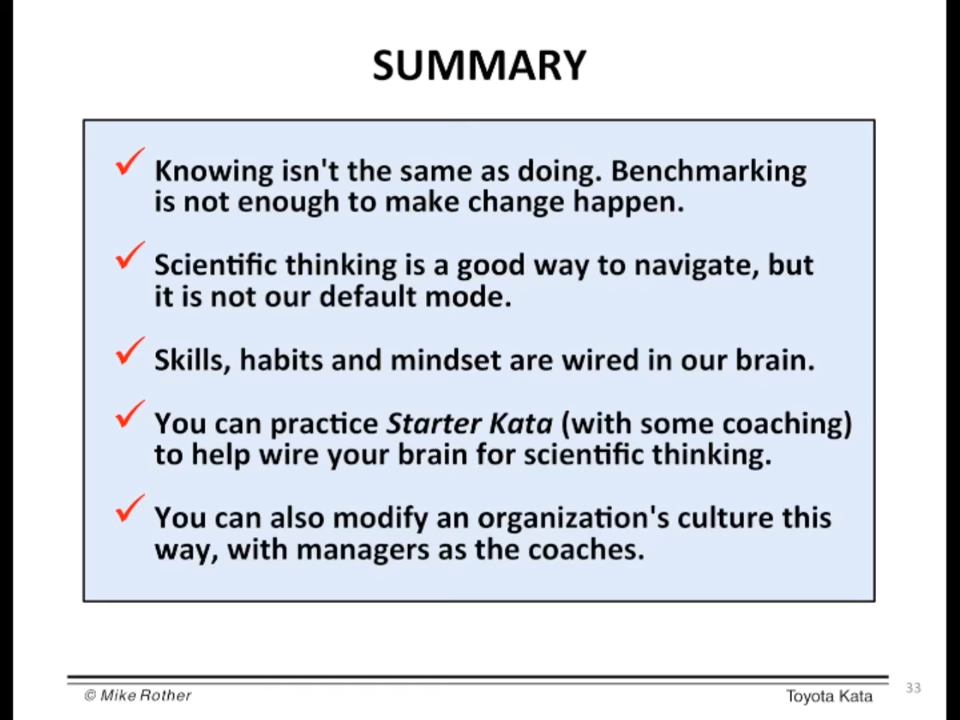 SUMMARY
✓ Knowing isn't the same as doing. Benchmarking
is not enough to make change happen.
✓ Scientific thinking is a good way to navigate, but
it is not our default mode.
✓ Skills, habits and mindset are wired in our brain.
✓ You can practice Starter Kata (with some coaching)
to help wire your brain for scientific thinking.
✓ You can also modify an organization's culture this
way, with managers as the coaches.
© Mike Rother
Toyota Kata
33